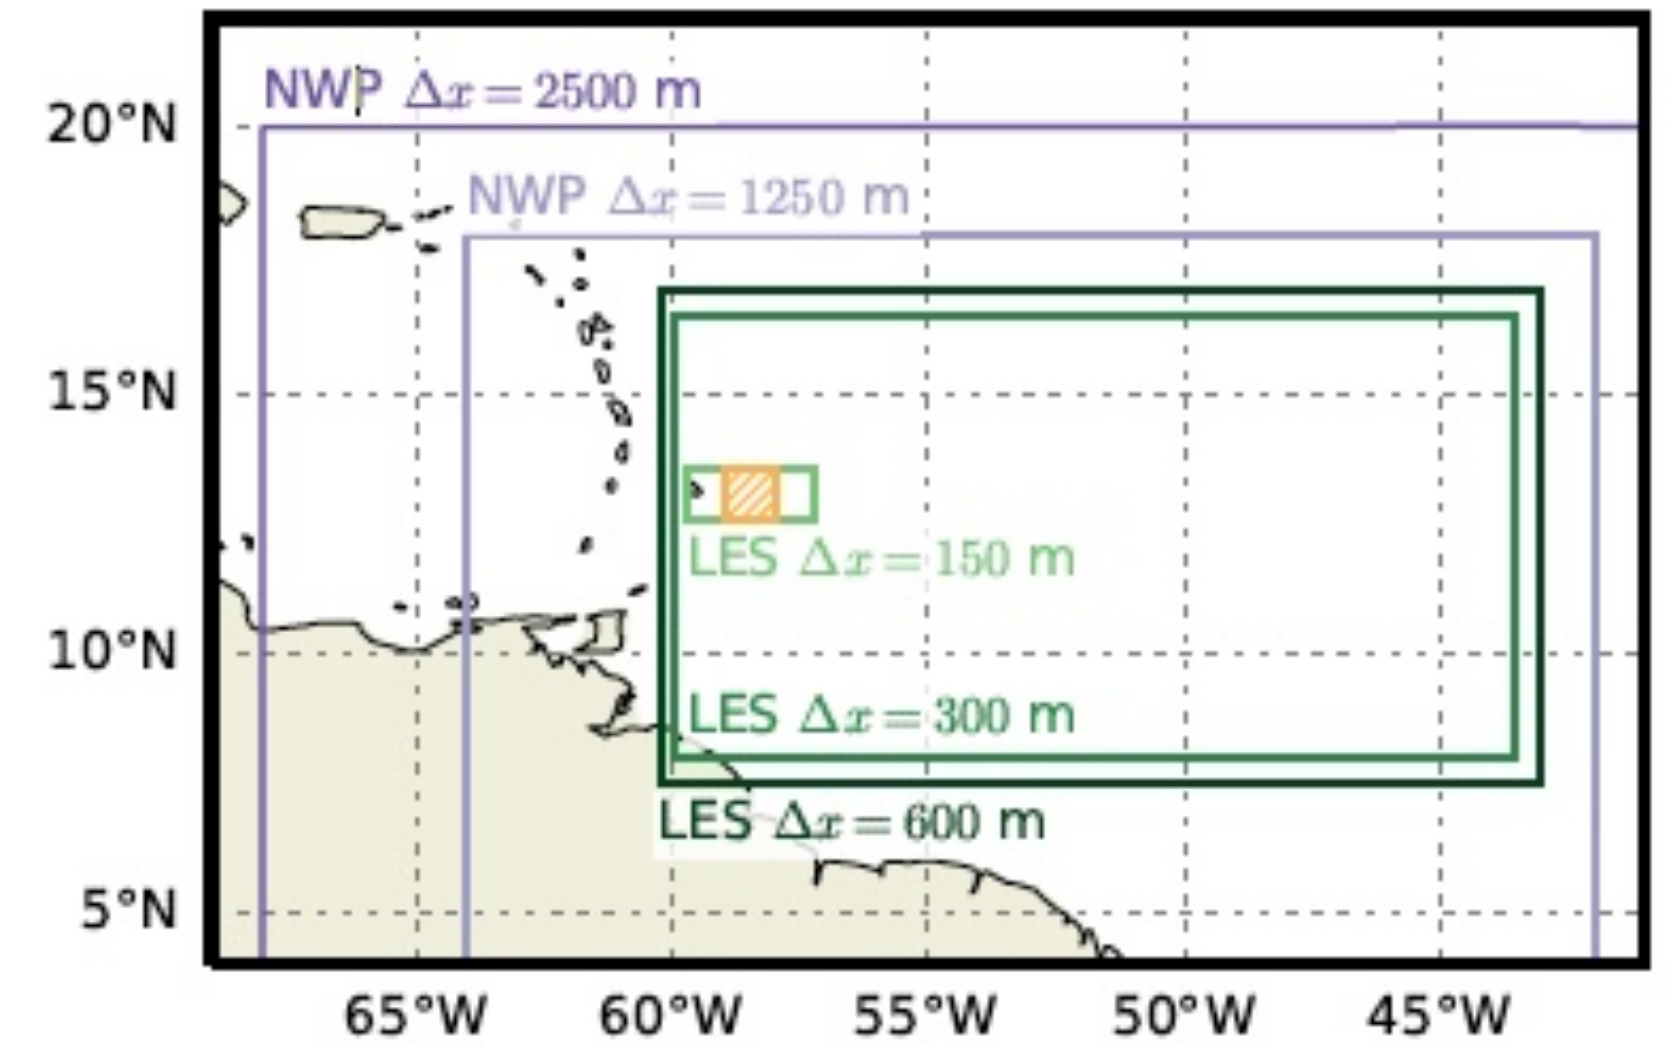 NWP Δx = 2500 m
20°N
NWP Δx = 1250 m
15°N
LES Δx = 150 m
10°N
LES Δx = 300 m
LES Δx = 600 m
5°N
65°W 60°W 55°W 50°W 45°W